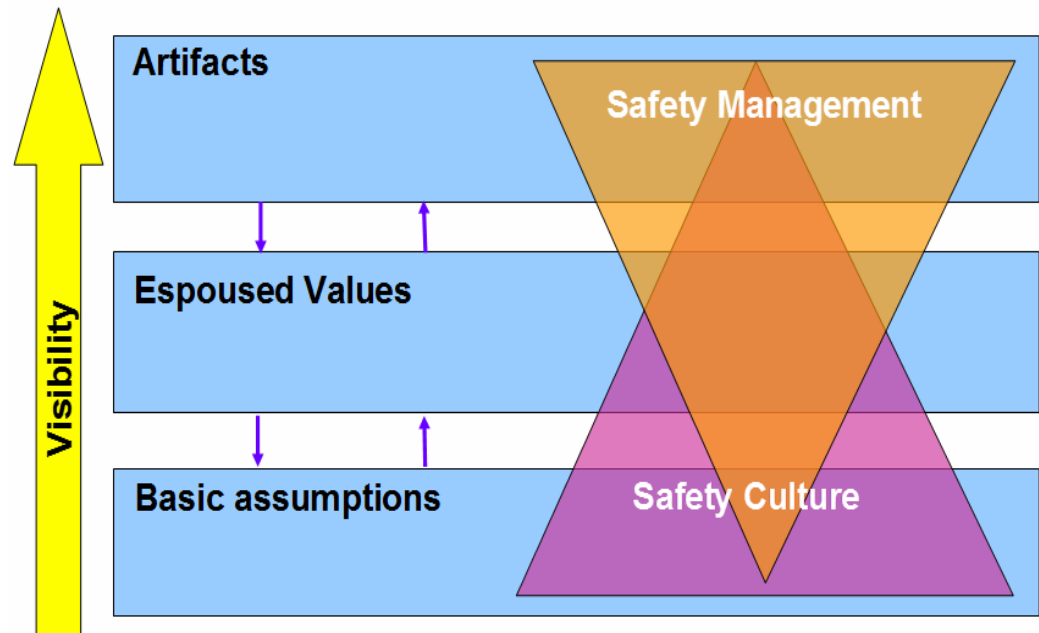 Artifacts
Safety Management
Espoused Values
Visibility
Basic assumptions
Safety Culture